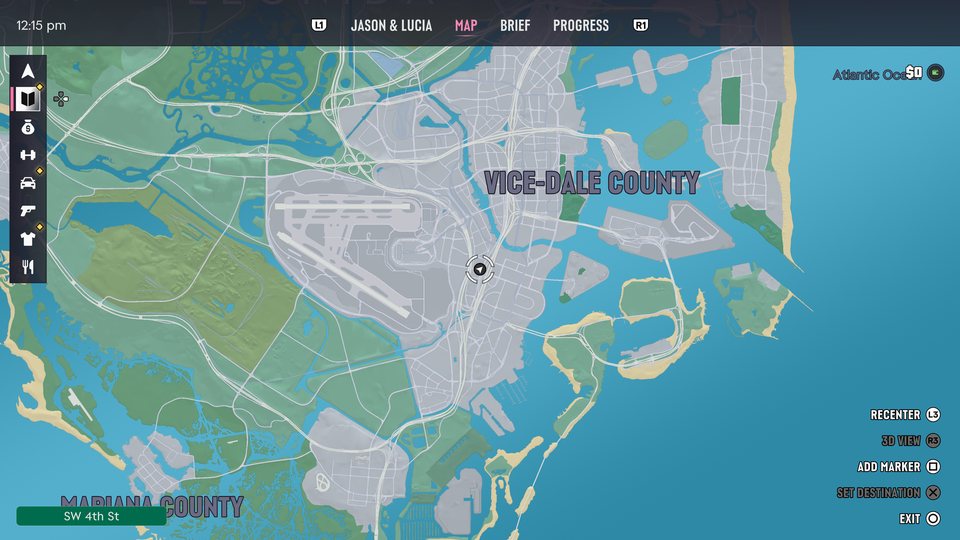 12:15 pm
L1 JASON & LUCIA MAP BRIEF PROGRESS R1
Atlantic
$0
VICE-DALE COUNTY
RECENTER L3
3D VIEW R3
ADD MARKER
SET DESTINATION
EXIT
MARIANA COUNTY
SW 4th St